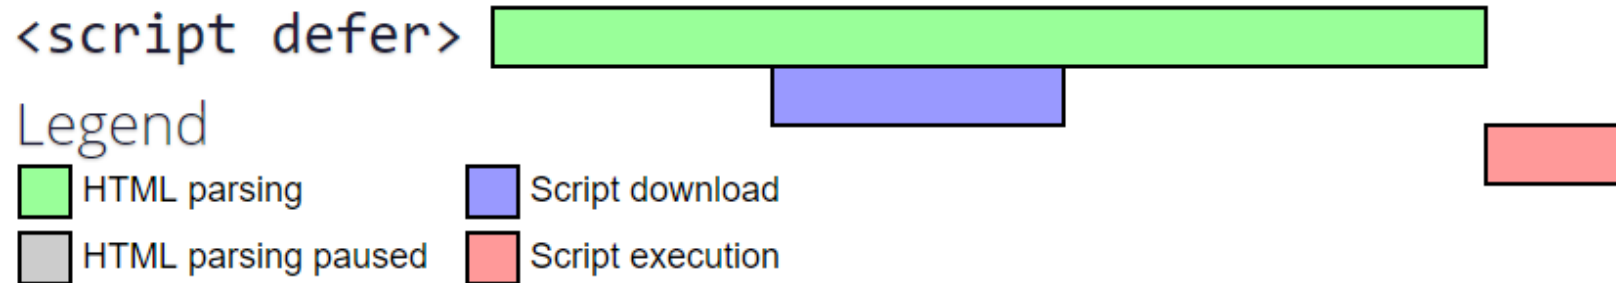 <script defer>
Legend
HTML parsing
Script download
HTML parsing paused
Script execution